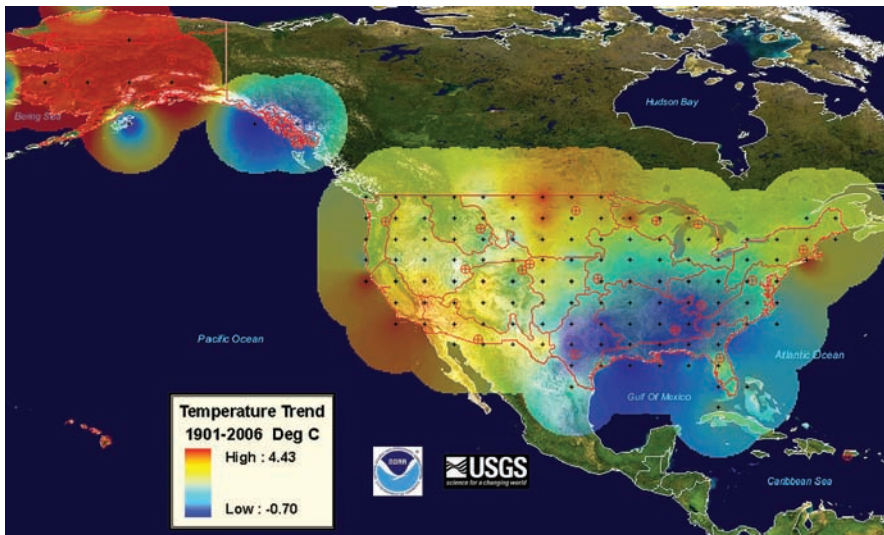 Bering Sea
Hudson Bay
Pacific Ocean
Atlantic Ocean
Gulf Of Mexico
Caribbean Sea
Temperature Trend
1901-2006 Deg C
High : 4.43
Low : -0.70
NOAA
USGS
science for a changing world